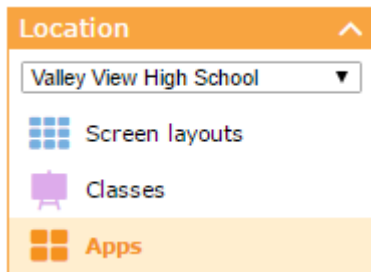 Location
Valley View High School
Screen layouts
Classes
Apps